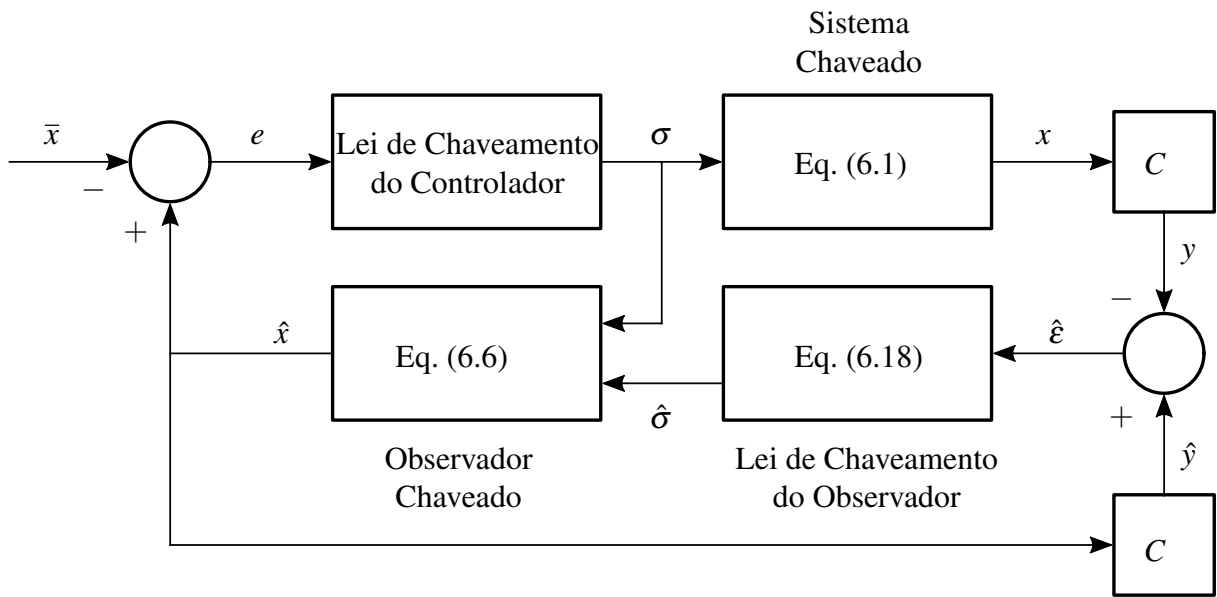 Sistema
Chaveado
x̅
−
+
e
Lei de Chaveamento
do Controlador
σ
Eq. (6.1)
x
C
y
−
x̂
Eq. (6.6)
σ̂
Eq. (6.18)
ε̂
+
Observador
Chaveado
Lei de Chaveamento
do Observador
ŷ
C